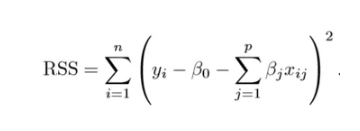 RSS = \sum_{i=1}^{n} \left( y_i - \beta_0 - \sum_{j=1}^{p} \beta_j x_{ij} \right)^2 .